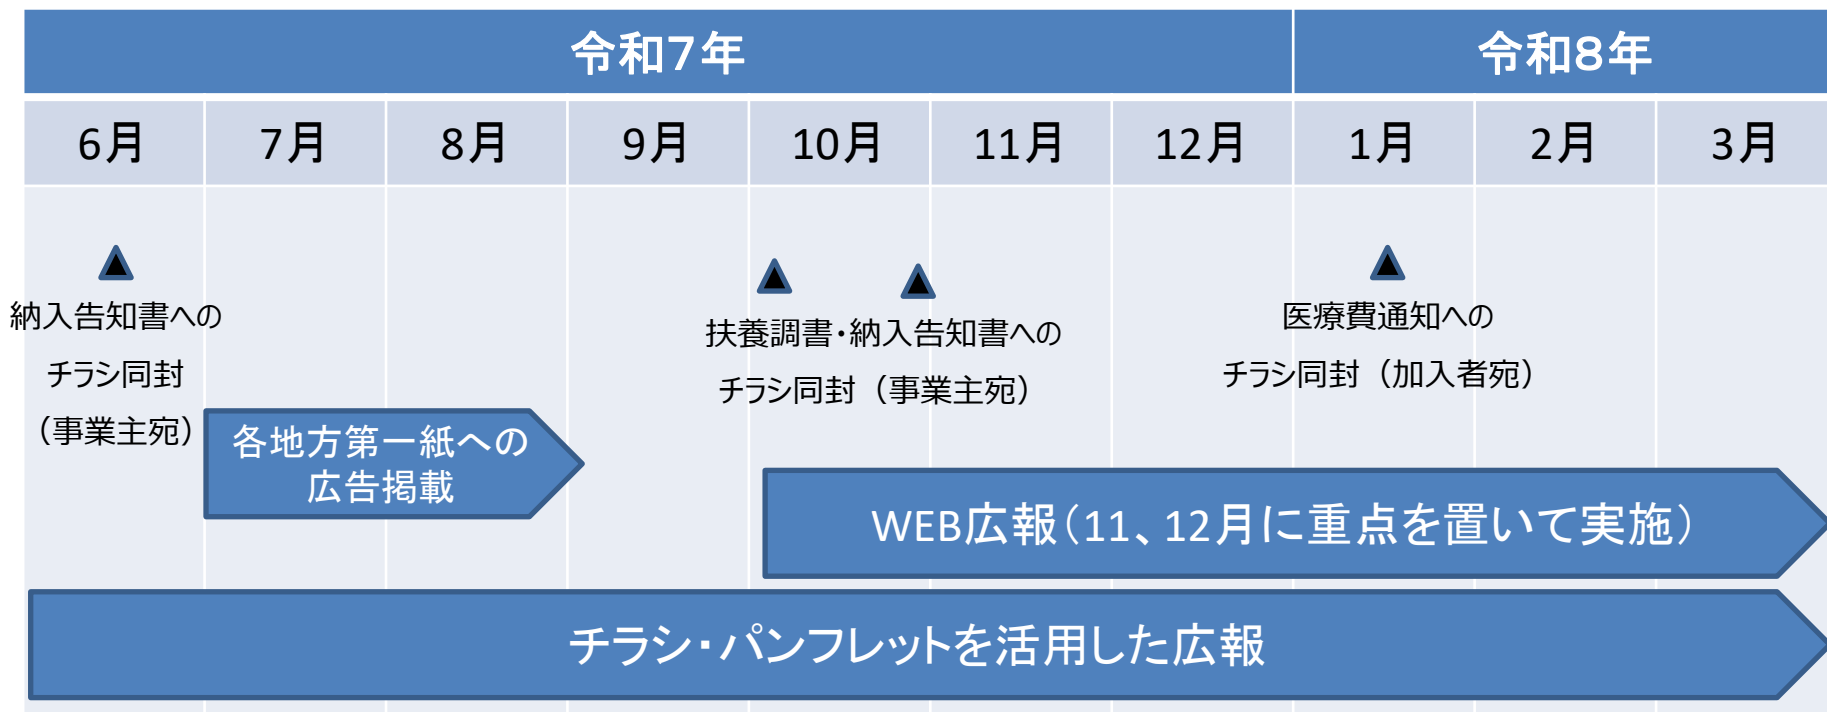 令和7年
令和8年
6月
7月
8月
9月
10月
11月
12月
1月
2月
3月
納入告知書への
チラシ同封
（事業主宛）
扶養調書・納入告知書への
チラシ同封（事業主宛）
医療費通知への
チラシ同封（加入者宛）
各地方第一紙への
広告掲載
WEB広報（11、12月に重点を置いて実施）
チラシ・パンフレットを活用した広報